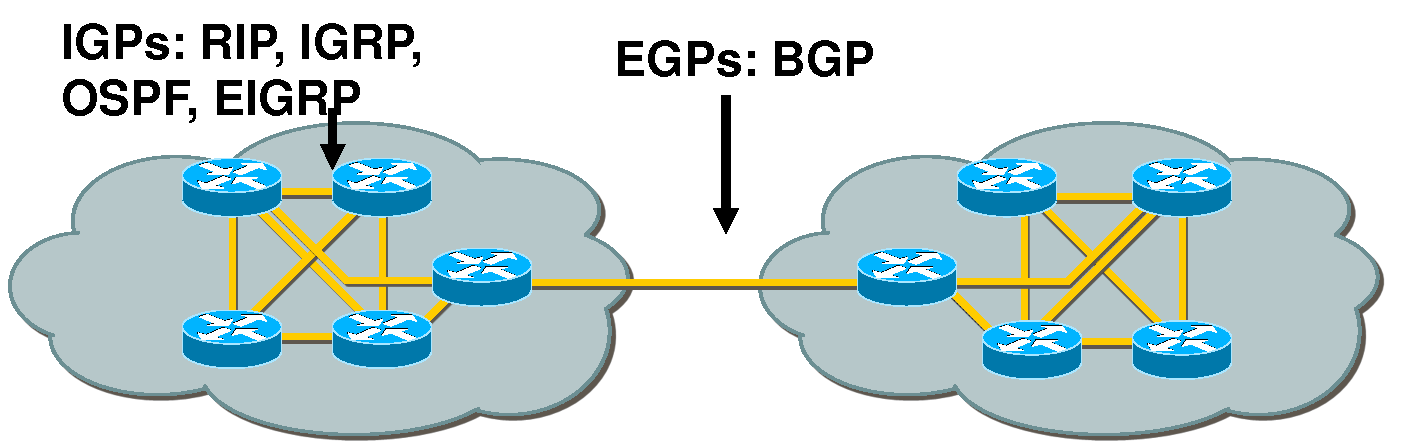 IGPs: RIP, IGRP,
OSPF, EIGRP
EGPs: BGP